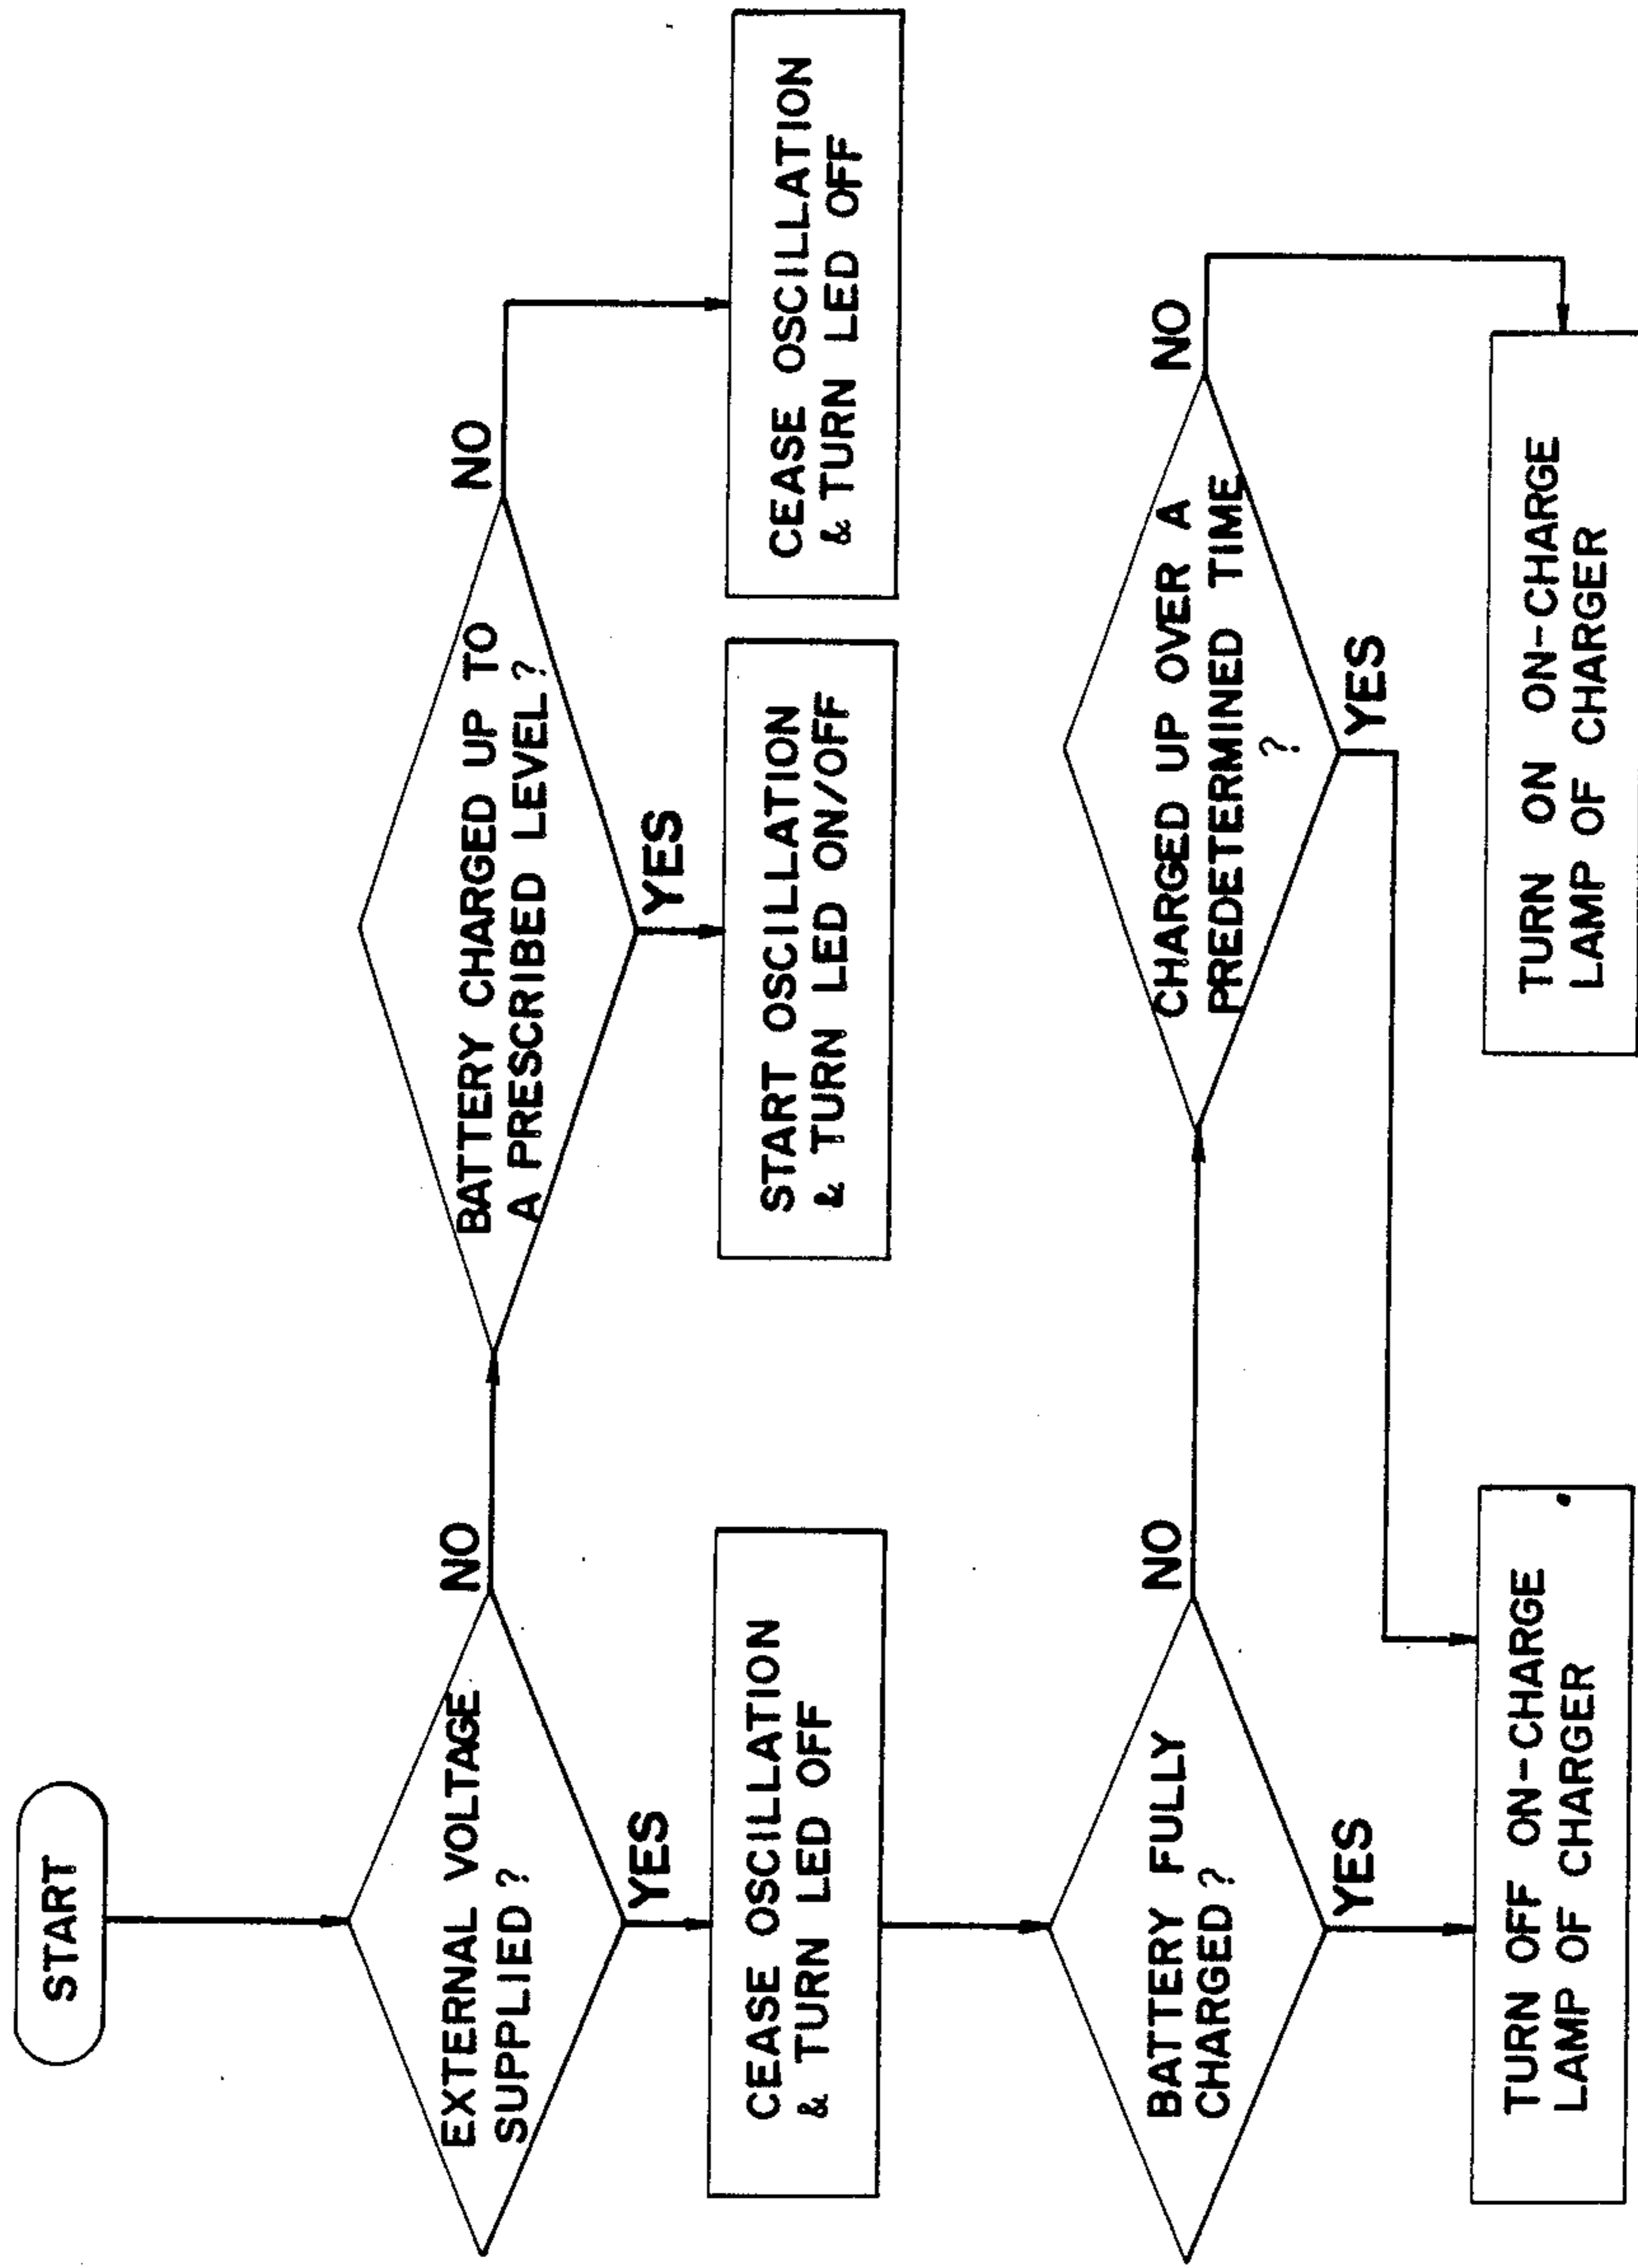 START
EXTERNAL VOLTAGE
SUPPLIED?
NO
YES
BATTERY CHARGED UP TO
A PRESCRIBED LEVEL?
NO
YES
CEASE OSCILLATION
& TURN LED OFF
START OSCILLATION
& TURN LED ON/OFF
CEASE OSCILLATION
& TURN LED OFF
BATTERY FULLY
CHARGED?
NO
YES
CHARGED UP OVER A
PREDETERMINED TIME
?
NO
YES
TURN OFF ON-CHARGE
LAMP OF CHARGER
TURN ON ON-CHARGE
LAMP OF CHARGER